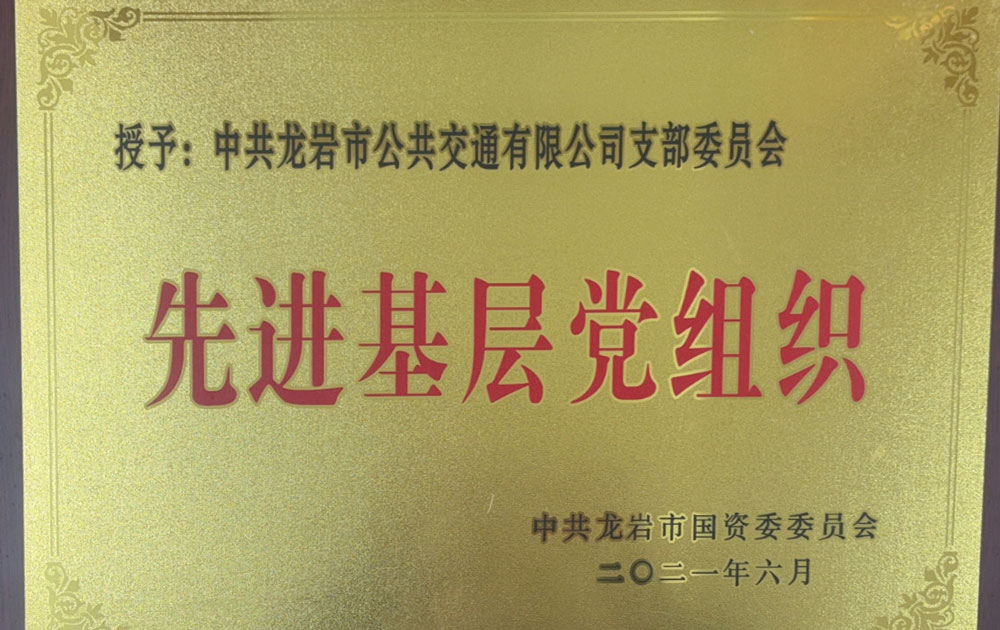 授予：中共龙岩市公共交通有限公司支部委员会
先进基层党组织
中共龙岩市国资委委员会
二〇二一年六月